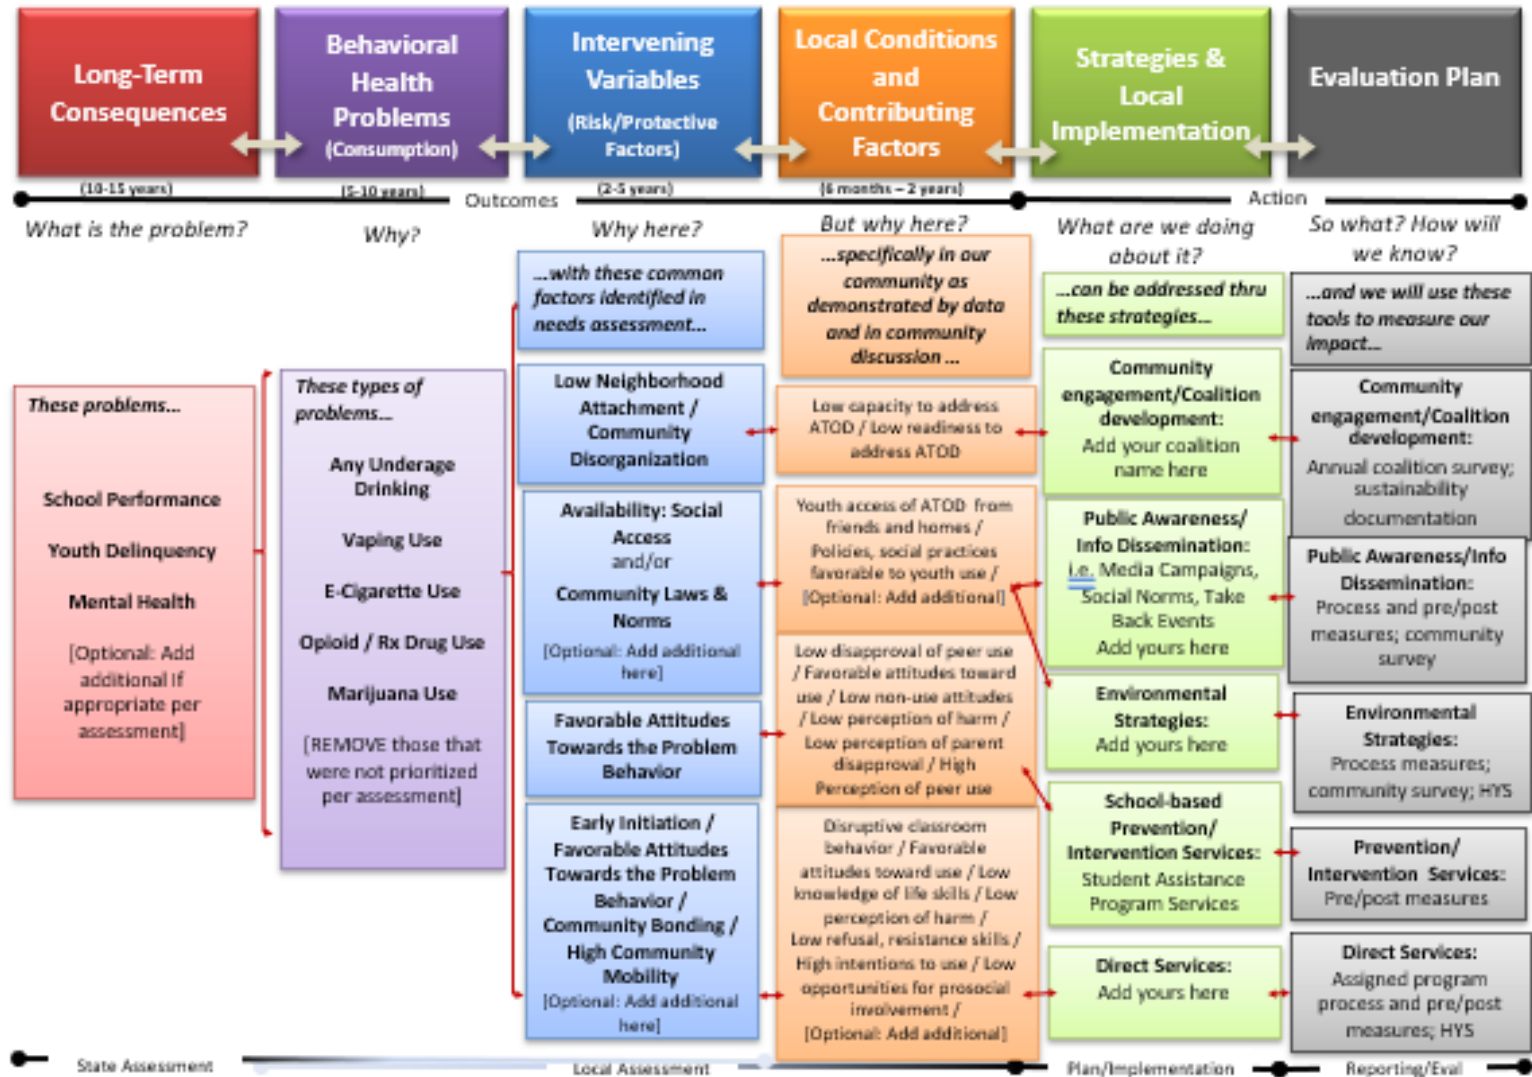 Long-Term
Consequences
Behavioral
Health
Problems
(Consumption)
Intervening
Variables
(Risk/Protective
Factors)
Local Conditions
and
Contributing
Factors
Strategies &
Local
Implementation
Evaluation Plan
(10-15 years)
(5-10 years)
(2-5 years)
(6 months – 2 years)
Outcomes
Action
What is the problem?
Why?
Why here?
But why here?
What are we doing
about it?
So what? How will
we know?
These problems...
School Performance
Youth Delinquency
Mental Health
[Optional: Add
additional If
appropriate per
assessment]
These types of
problems...
Any Underage
Drinking
Vaping Use
E-Cigarette Use
Opioid / Rx Drug Use
Marijuana Use
[REMOVE those that
were not prioritized
per assessment]
...with these common
factors identified in
needs assessment...
Low Neighborhood
Attachment /
Community
Disorganization
Availability: Social
Access
and/or
Community Laws &
Norms
[Optional: Add additional
here]
Favorable Attitudes
Towards the Problem
Behavior
Early Initiation /
Favorable Attitudes
Towards the Problem
Behavior /
Community Bonding /
High Community
Mobility
[Optional: Add additional
here]
...specifically in our
community as
demonstrated by data
and in community
discussion ...
Low capacity to address
ATOD / Low readiness to
address ATOD
Youth access of ATOD from
friends and homes /
Policies, social practices
favorable to youth use /
[Optional: Add additional]
Low disapproval of peer use
/ Favorable attitudes toward
use / Low non-use attitudes
/ Low perception of harm /
Low perception of parent
disapproval / High
Perception of peer use
Disruptive classroom
behavior / Favorable
attitudes toward use / Low
knowledge of life skills / Low
perception of harm /
Low refusal, resistance skills /
High intentions to use / Low
opportunities for prosocial
involvement /
[Optional: Add additional]
...can be addressed thru
these strategies...
Community
engagement/Coalition
development:
Add your coalition
name here
Public Awareness/
Info Dissemination:
i.e. Media Campaigns,
Social Norms, Take
Back Events
Add yours here
Environmental
Strategies:
Add yours here
School-based
Prevention/
Intervention Services:
Student Assistance
Program Services
Direct Services:
Add yours here
...and we will use these
tools to measure our
impact...
Community
engagement/Coalition
development:
Annual coalition survey;
sustainability
documentation
Public Awareness/Info
Dissemination:
Process and pre/post
measures; community
survey
Environmental
Strategies:
Process measures;
community survey; HYS
Prevention/
Intervention Services:
Pre/post measures
Direct Services:
Assigned program
process and pre/post
measures; HYS
State Assessment
Local Assessment
Plan/Implementation
Reporting/Eval